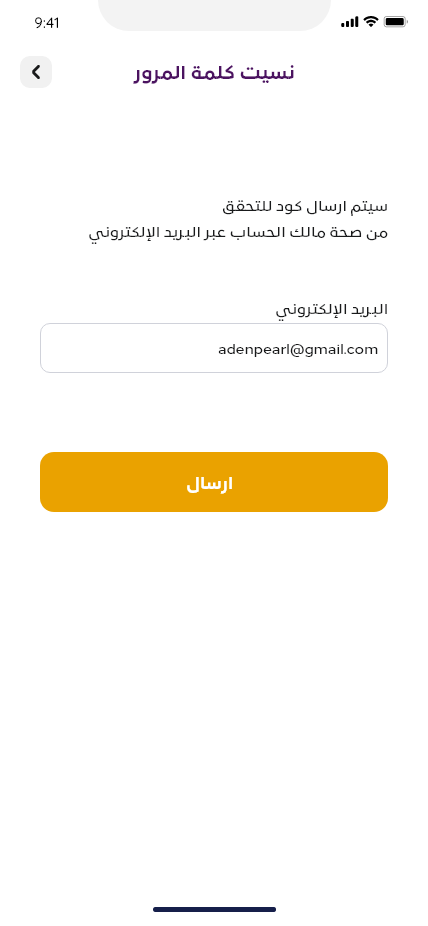 9:41
نسيت كلمة المرور
سيتم ارسال كود للتحقق
من صحة مالك الحساب عبر البريد الإلكتروني
البريد الإلكتروني
adenpearl@gmail.com
ارسال